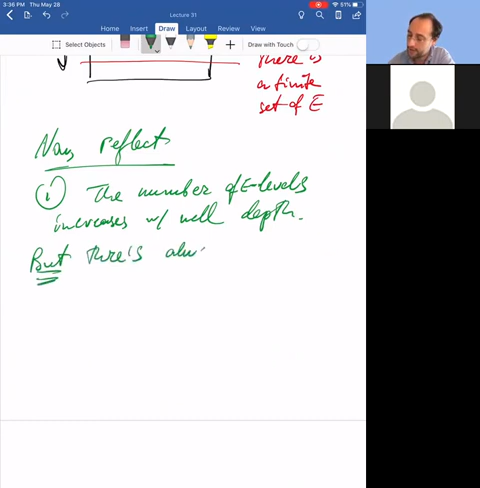 3:36 PM Thu May 28
51%
Lecture 31
Home Insert Draw Layout Review View
Select Objects
Draw with Touch
There is
a finite
set of E
Now reflect
(1) The number of E-levels
increases w/ well depth.
But there's alw